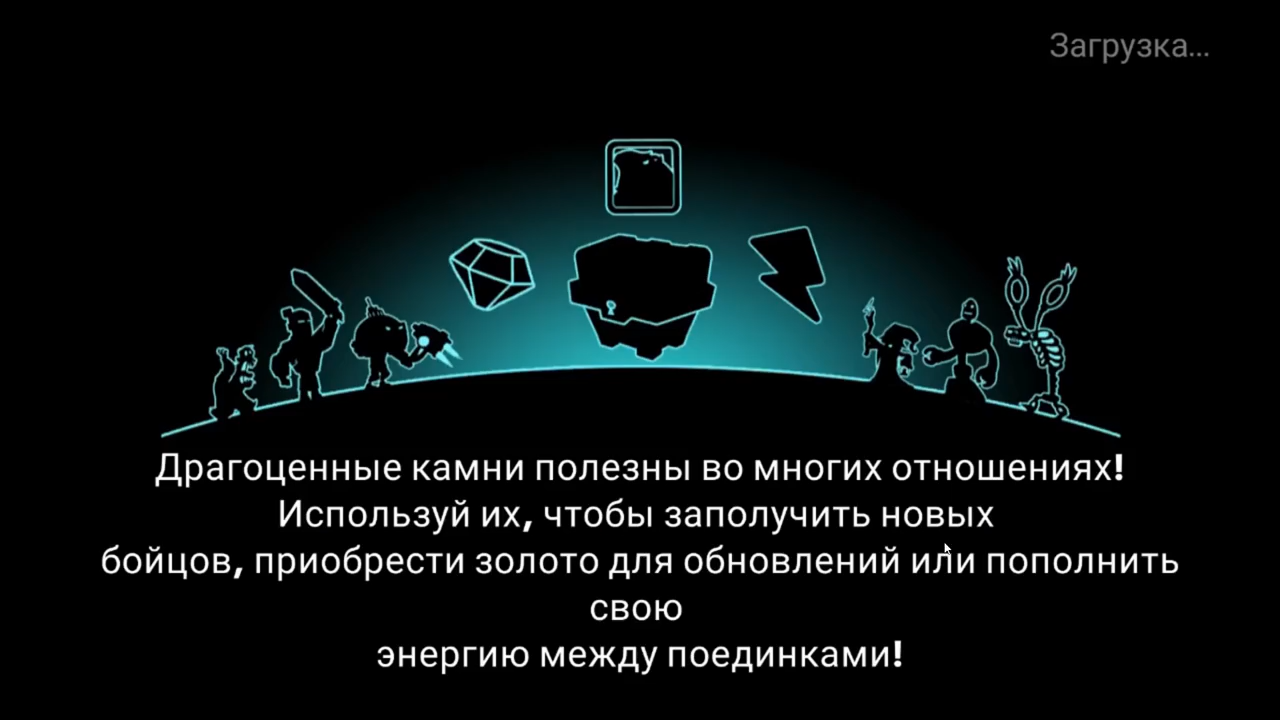 Загрузка...
Драгоценные камни полезны во многих отношениях!
Используй их, чтобы заполучить новых
бойцов, приобрести золото для обновлений или пополнить
свою
энергию между поединками!